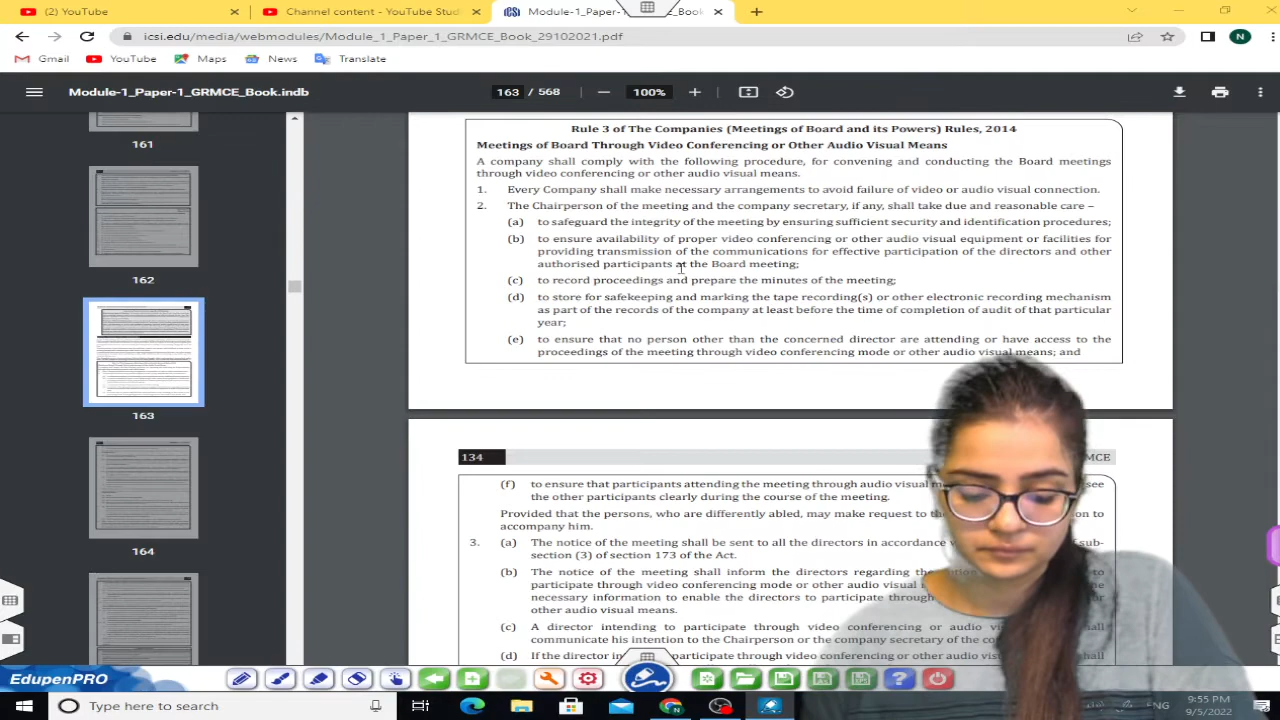 (2) YouTube
Channel content - YouTube Stud
Module-1_Pape
Book_
icsi.edu/media/webmodules/Module_1_Paper_1_GRMCE_Book_29102021.pdf
N
Gmail YouTube Maps News Translate
Module-1_Paper-1_GRMCE_Book.indb
163 / 568
100%
161
162
163
164
Rule 3 of The Companies (Meetings of Board and its Powers) Rules, 2014
Meetings of Board Through Video Conferencing or Other Audio Visual Means
A company shall comply with the following procedure, for convening and conducting the Board meetings
through video conferencing or other audio visual means.
1. Every Company shall make necessary arrangements to avoid failure of video or audio visual connection.
2. The Chairperson of the meeting and the company secretary, if any, shall take due and reasonable care –
(a) to safeguard the integrity of the meeting by ensuring sufficient security and identification procedures;
(b) to ensure availability of proper video conferencing or other audio visual equipment or facilities for
providing transmission of the communications for effective participation of the directors and other
authorised participants at the Board meeting;
(c) to record proceedings and prepare the minutes of the meeting;
(d) to store for safekeeping and marking the tape recording(s) or other electronic recording mechanism
as part of the records of the company at least before the time of completion of audit of that particular
year;
(e) to ensure that no person other than the concerned director are attending or have access to the
proceedings of the meeting through video conferencing mode or other audio visual means; and
134
MCE
(f) to ensure that participants attending the meeting through audio visual m see
the other participants clearly during the course of the meeting.
Provided that the persons, who are differently abled, may make request to the on to
accompany him.
3. (a) The notice of the meeting shall be sent to all the directors in accordance sub-
section (3) of section 173 of the Act.
(b) The notice of the meeting shall inform the directors regarding the to
participate through video conferencing mode or other audio visual
necessary information to enable the directors to participate through or
other audio visual means.
(c) A director intending to participate through video conferencing or audio
communicate his intention to the Chairperson or the company secretary of the
(d) If the director in participate through video conferencing or other audio shall
EdupenPRO
Type here to search
ENG
9:55 PM
9/5/2022